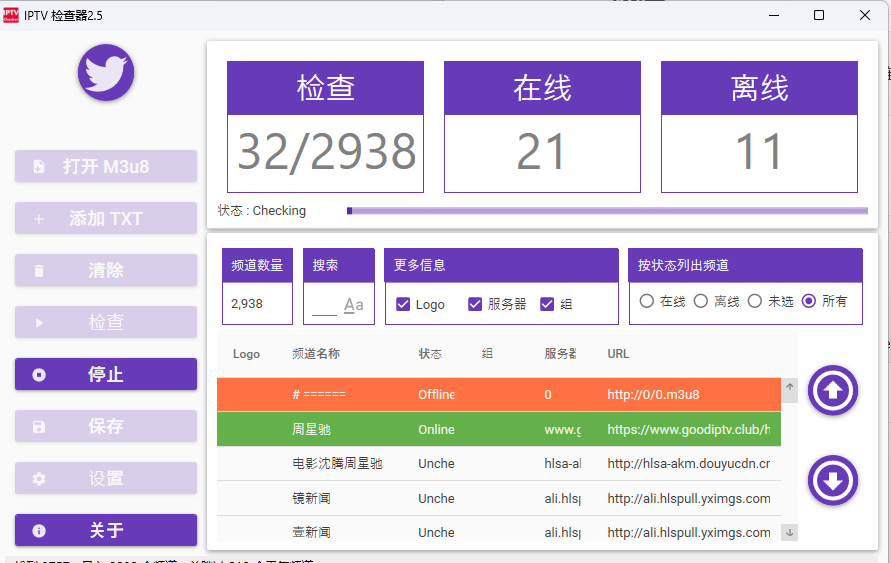 IPTV 检查器2.5
打开 M3u8
添加 TXT
清除
检查
停止
保存
设置
关于
检查
32/2938
在线
21
离线
11
状态 : Checking
频道数量
2,938
搜索
Aa
更多信息
Logo 服务器 组
按状态列出频道
在线 离线 未选 所有
Logo 频道名称 状态 组 服务器 URL
# ====== Offline 0 http://0/0.m3u8
周星驰 Online www.g https://www.goodiptv.club/h
电影沈腾周星驰 Unche hlsa-al http://hlsa-akm.douyucdn.cr
镜新闻 Unche ali.hlsp http://ali.hlspull.yximgs.com
壹新闻 Unche ali.hlsp http://ali.hlspull.yximgs.com